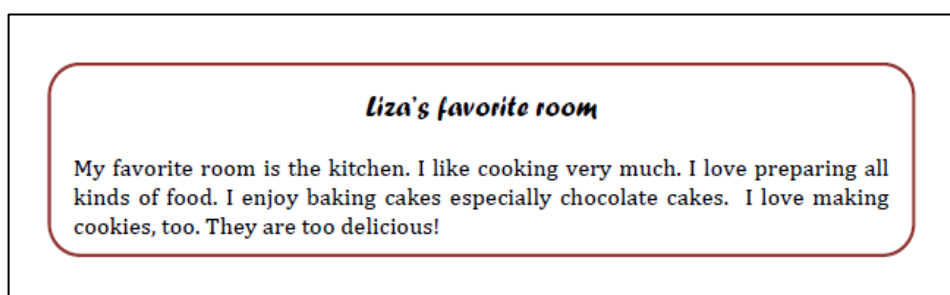 Liza's favorite room
My favorite room is the kitchen. I like cooking very much. I love preparing all
kinds of food. I enjoy baking cakes especially chocolate cakes.  I love making
cookies, too. They are too delicious!